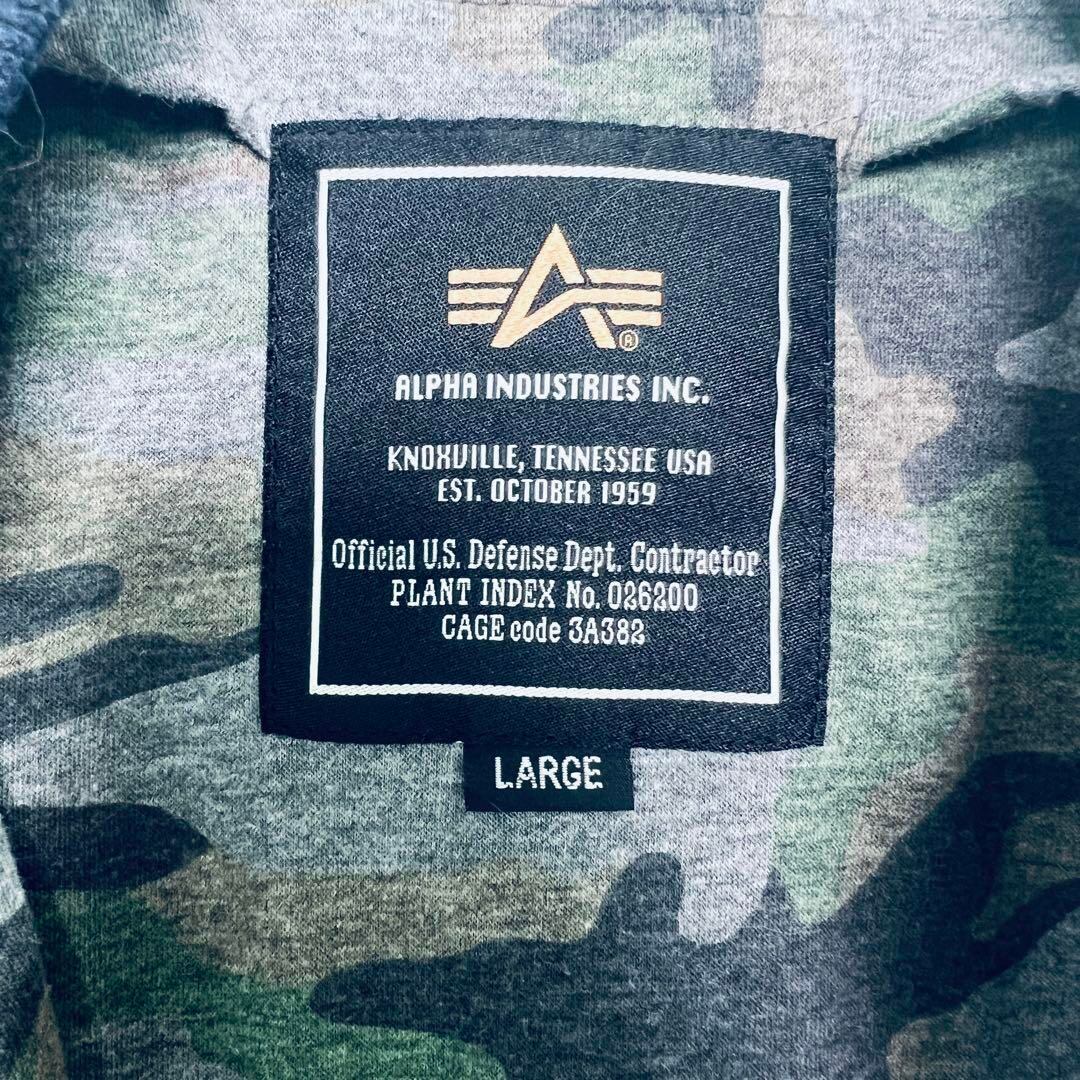 ALPHA INDUSTRIES INC.
KNOXVILLE, TENNESSEE USA
EST. OCTOBER 1959
Official U.S. Defense Dept. Contractor
PLANT INDEX No. 026200
CAGE code 3A382
LARGE